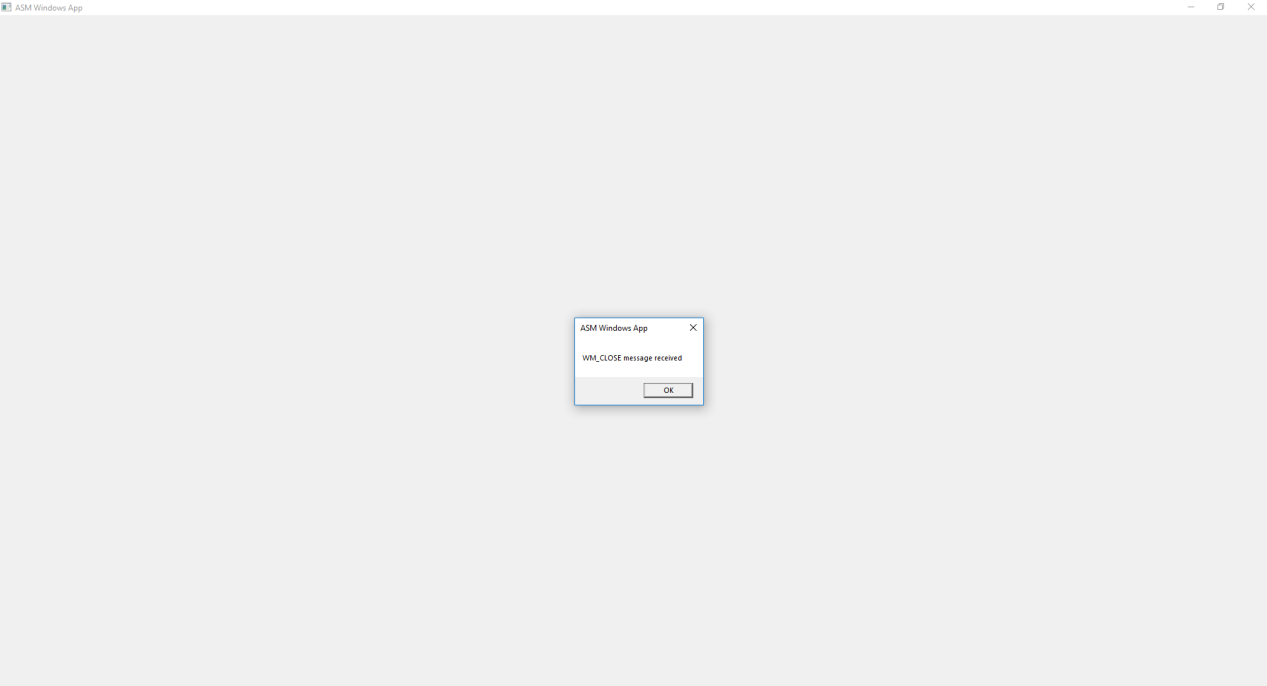 ASM Windows App
ASM Windows App
WM_CLOSE message received
OK